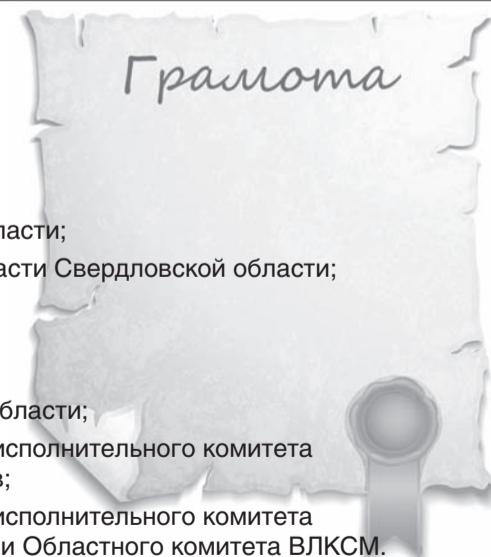 Грамота
ласти;
асти Свердловской области;
бласти;
исполнительного комитета
;
исполнительного комитета
и Областного комитета ВЛКСМ.